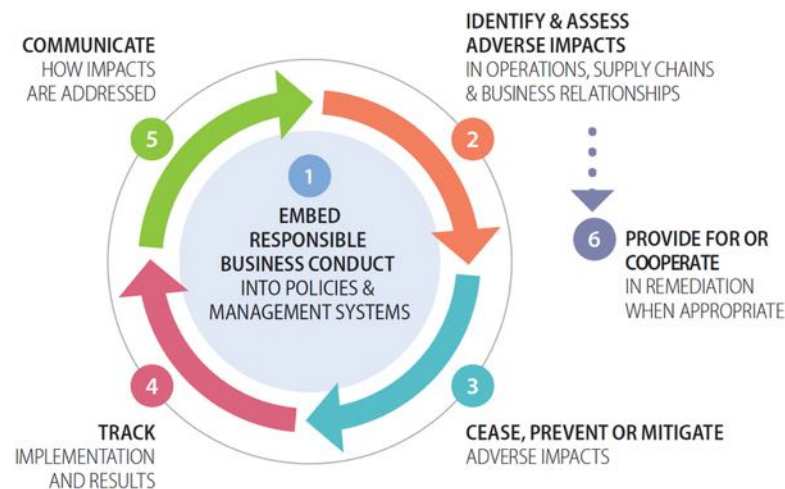 COMMUNICATE
HOW IMPACTS
ARE ADDRESSED
5
IDENTIFY & ASSESS
ADVERSE IMPACTS
IN OPERATIONS, SUPPLY CHAINS
& BUSINESS RELATIONSHIPS
2
1
EMBED
RESPONSIBLE
BUSINESS CONDUCT
INTO POLICIES &
MANAGEMENT SYSTEMS
6
PROVIDE FOR OR
COOPERATE
IN REMEDIATION
WHEN APPROPRIATE
4
TRACK
IMPLEMENTATION
AND RESULTS
3
CEASE, PREVENT OR MITIGATE
ADVERSE IMPACTS